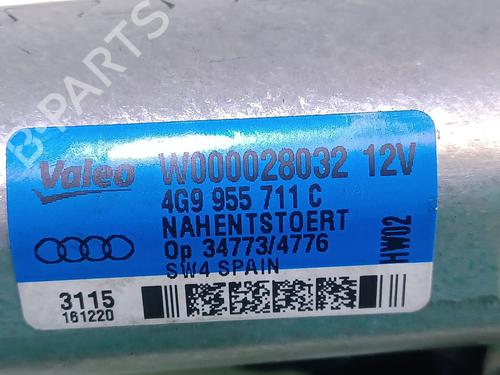 B-PARTS
Valeo W000028032 12V
4G9 955 711 C
NAHENTSTOERT
Op 34773/4776
SW4 SPAIN
HW02
3115
161220